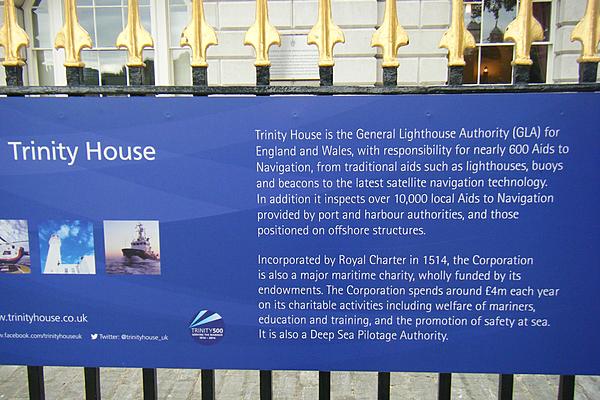 Trinity House
www.trinityhouse.co.uk
www.facebook.com/trinityhouseuk
Twitter: @trinityhouse_uk
TRINITY500
Trinity House is the General Lighthouse Authority (GLA) for
England and Wales, with responsibility for nearly 600 Aids to
Navigation, from traditional aids such as lighthouses, buoys
and beacons to the latest satellite navigation technology.
In addition it inspects over 10,000 local Aids to Navigation
provided by port and harbour authorities, and those
positioned on offshore structures.
Incorporated by Royal Charter in 1514, the Corporation
is also a major maritime charity, wholly funded by its
endowments. The Corporation spends around £4m each year
on its charitable activities including welfare of mariners,
education and training, and the promotion of safety at sea.
It is also a Deep Sea Pilotage Authority.